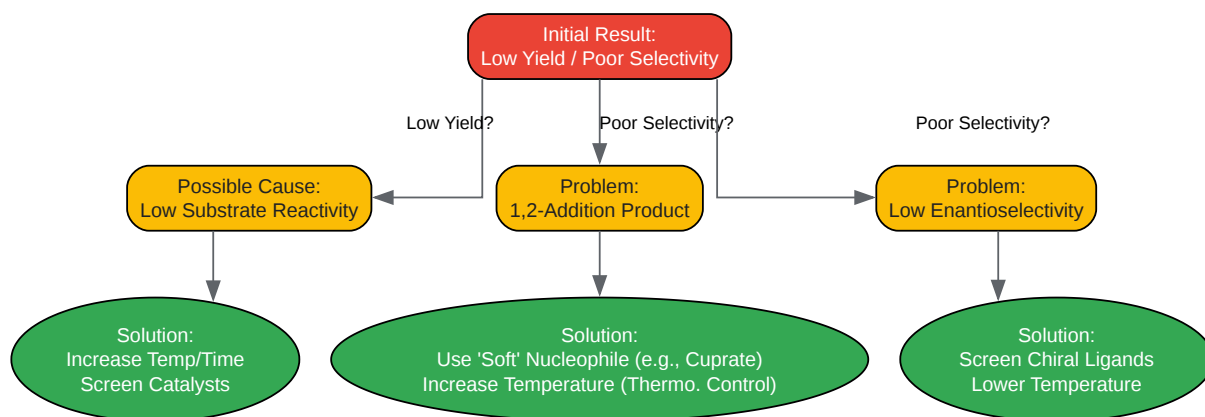 Initial Result:
Low Yield / Poor Selectivity
Low Yield?
Poor Selectivity?
Poor Selectivity?
Possible Cause:
Low Substrate Reactivity
Problem:
1,2-Addition Product
Problem:
Low Enantioselectivity
Solution:
Increase Temp/Time
Screen Catalysts
Solution:
Use 'Soft' Nucleophile (e.g., Cuprate)
Increase Temperature (Thermo. Control)
Solution:
Screen Chiral Ligands
Lower Temperature